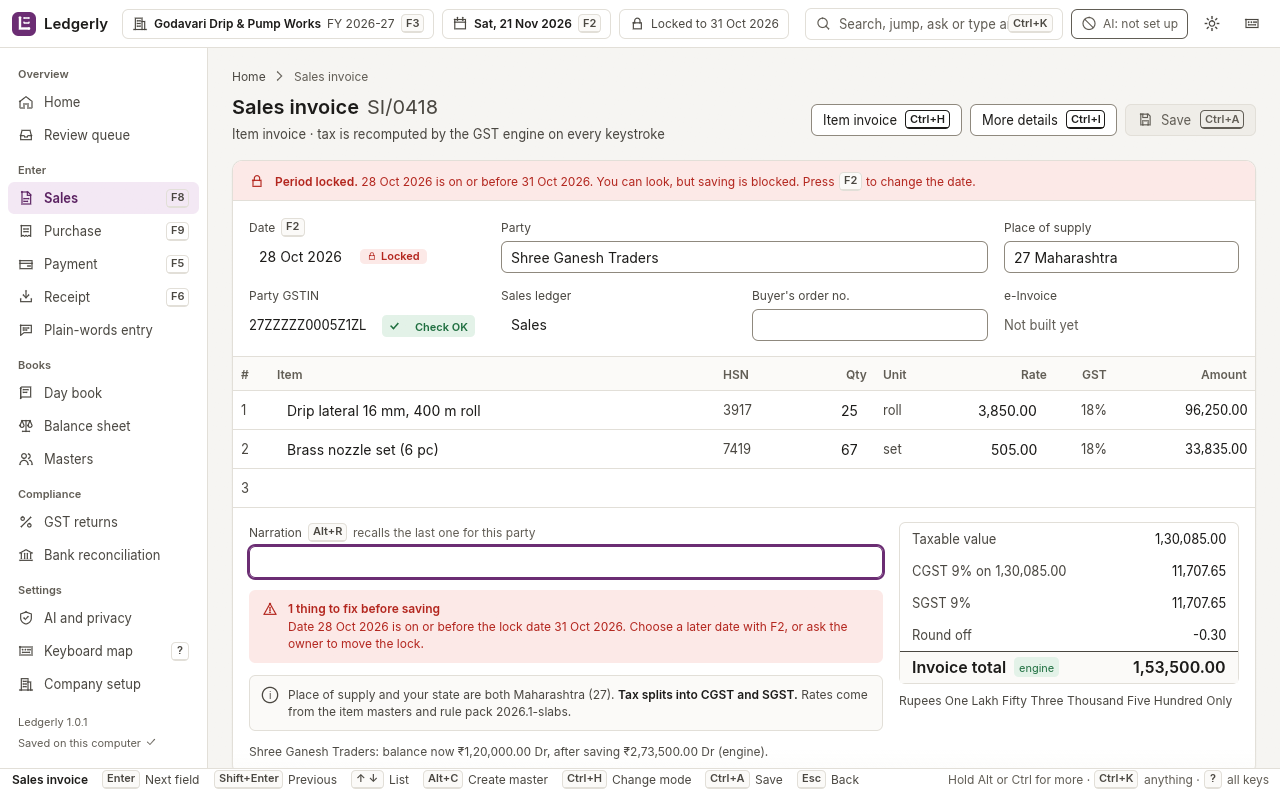 Ledgerly
Godavari Drip & Pump Works FY 2026-27 F3
Sat, 21 Nov 2026 F2
Locked to 31 Oct 2026
Search, jump, ask or type a Ctrl+K
AI: not set up
Overview
Home
Review queue
Enter
Sales F8
Purchase F9
Payment F5
Receipt F6
Plain-words entry
Books
Day book
Balance sheet
Masters
Compliance
GST returns
Bank reconciliation
Settings
AI and privacy
Keyboard map ?
Company setup
Ledgerly 1.0.1
Saved on this computer
Home Sales invoice
Sales invoice SI/0418
Item invoice · tax is recomputed by the GST engine on every keystroke
Item invoice Ctrl+H
More details Ctrl+I
Save Ctrl+A
Period locked. 28 Oct 2026 is on or before 31 Oct 2026. You can look, but saving is blocked. Press F2 to change the date.
Date F2
28 Oct 2026 Locked
Party
Shree Ganesh Traders
Place of supply
27 Maharashtra
Party GSTIN
27ZZZZZ0005Z1ZL Check OK
Sales ledger
Sales
Buyer's order no.
e-Invoice
Not built yet
# Item HSN Qty Unit Rate GST Amount
1 Drip lateral 16 mm, 400 m roll 3917 25 roll 3,850.00 18% 96,250.00
2 Brass nozzle set (6 pc) 7419 67 set 505.00 18% 33,835.00
3
Narration Alt+R recalls the last one for this party
1 thing to fix before saving
Date 28 Oct 2026 is on or before the lock date 31 Oct 2026. Choose a later date with F2, or ask the
owner to move the lock.
Place of supply and your state are both Maharashtra (27). Tax splits into CGST and SGST. Rates come
from the item masters and rule pack 2026.1-slabs.
Shree Ganesh Traders: balance now ₹1,20,000.00 Dr, after saving ₹2,73,500.00 Dr (engine).
Taxable value 1,30,085.00
CGST 9% on 1,30,085.00 11,707.65
SGST 9% 11,707.65
Round off -0.30
Invoice total engine 1,53,500.00
Rupees One Lakh Fifty Three Thousand Five Hundred Only
Sales invoice Enter Next field Shift+Enter Previous ↑ ↓ List Alt+C Create master Ctrl+H Change mode Ctrl+A Save Esc Back Hold Alt or Ctrl for more · Ctrl+K anything · ? all keys